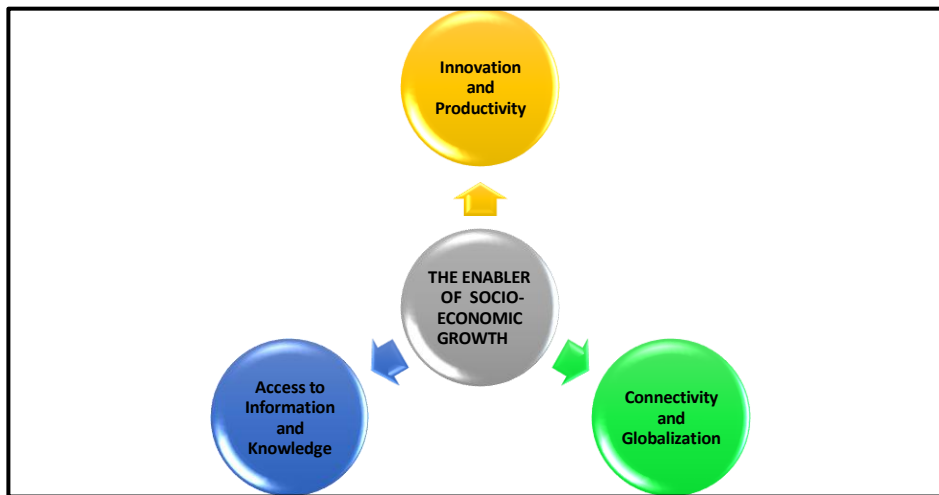 Innovation
and
Productivity
THE ENABLER
OF SOCIO-
ECONOMIC
GROWTH
Access to
Information
and
Knowledge
Connectivity
and
Globalization